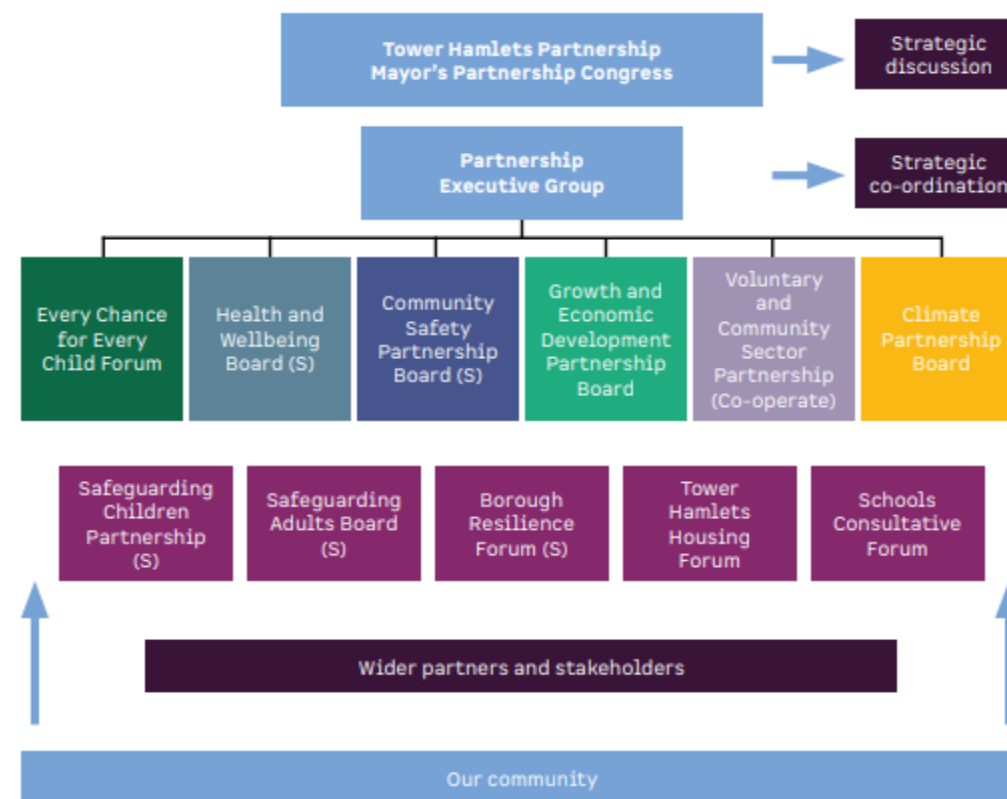 Tower Hamlets Partnership
Mayor's Partnership Congress
Strategic
discussion
Partnership
Executive Group
Strategic
co-ordination
Every Chance
for Every
Child Forum
Health and
Wellbeing
Board (S)
Community
Safety
Partnership
Board (S)
Growth and
Economic
Development
Partnership
Board
Voluntary
and
Community
Sector
Partnership
(Co-operate)
Climate
Partnership
Board
Safeguarding
Children
Partnership
(S)
Safeguarding
Adults Board
(S)
Borough
Resilience
Forum (S)
Tower
Hamlets
Housing
Forum
Schools
Consultative
Forum
Wider partners and stakeholders
Our community